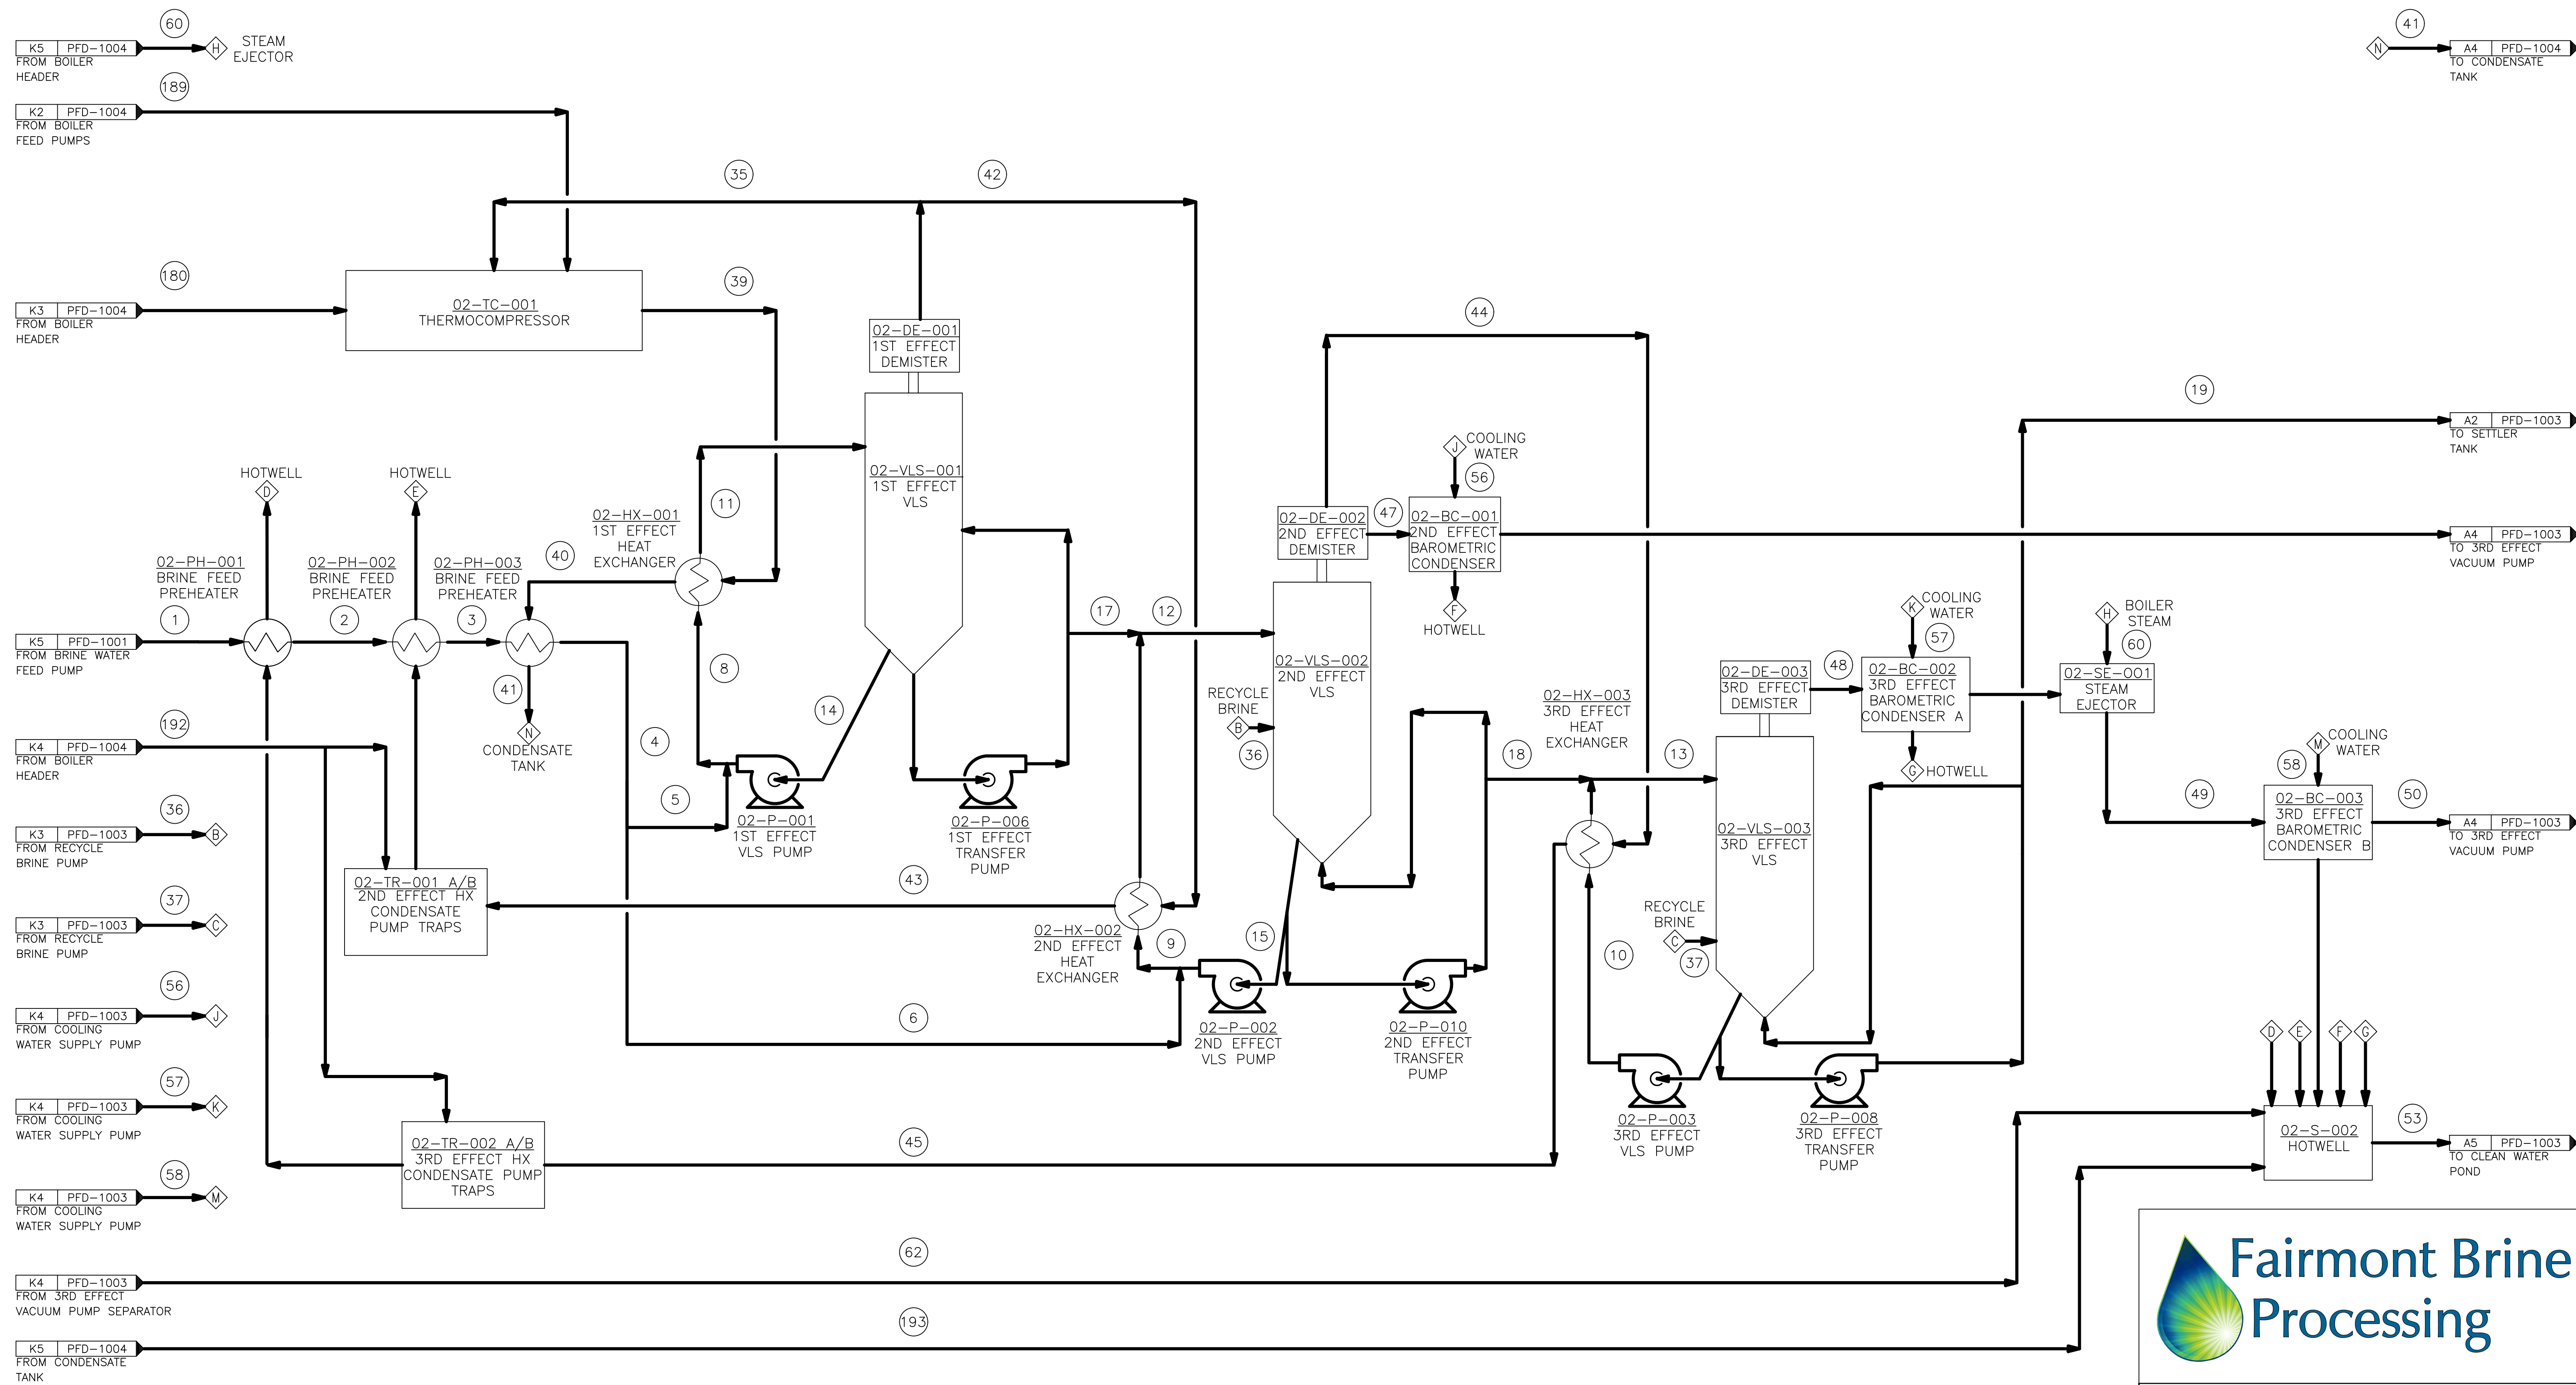 60
K5 PFD-1004
FROM BOILER
HEADER
H
STEAM
EJECTOR
189
K2 PFD-1004
FROM BOILER
FEED PUMPS
180
K3 PFD-1004
FROM BOILER
HEADER
02-TC-001
THERMOCOMPRESSOR
35
42
39
41
N
A4 PFD-1004
TO CONDENSATE
TANK
02-DE-001
1ST EFFECT
DEMISTER
02-VLS-001
1ST EFFECT
VLS
HOTWELL
D
HOTWELL
E
02-PH-001
BRINE FEED
PREHEATER
1
02-PH-002
BRINE FEED
PREHEATER
2
02-PH-003
BRINE FEED
PREHEATER
3
40
02-HX-001
1ST EFFECT
HEAT
EXCHANGER
11
K5 PFD-1001
FROM BRINE WATER
FEED PUMP
41
N
CONDENSATE
TANK
8
14
4
5
02-P-001
1ST EFFECT
VLS PUMP
02-P-006
1ST EFFECT
TRANSFER
PUMP
17
12
192
K4 PFD-1004
FROM BOILER
HEADER
36
K3 PFD-1003
FROM RECYCLE
BRINE PUMP
B
37
K3 PFD-1003
FROM RECYCLE
BRINE PUMP
C
56
K4 PFD-1003
FROM COOLING
WATER SUPPLY PUMP
J
57
K4 PFD-1003
FROM COOLING
WATER SUPPLY PUMP
K
58
K4 PFD-1003
FROM COOLING
WATER SUPPLY PUMP
M
02-TR-001 A/B
2ND EFFECT HX
CONDENSATE
PUMP TRAPS
43
02-TR-002 A/B
3RD EFFECT HX
CONDENSATE PUMP
TRAPS
45
6
02-HX-002
2ND EFFECT
HEAT
EXCHANGER
9
02-P-002
2ND EFFECT
VLS PUMP
15
02-P-010
2ND EFFECT
TRANSFER
PUMP
44
J
COOLING
WATER
56
02-DE-002
2ND EFFECT
DEMISTER
47
02-BC-001
2ND EFFECT
BAROMETRIC
CONDENSER
F
HOTWELL
02-VLS-002
2ND EFFECT
VLS
RECYCLE
BRINE
B
36
18
02-HX-003
3RD EFFECT
HEAT
EXCHANGER
13
02-DE-003
3RD EFFECT
DEMISTER
48
K
COOLING
WATER
57
02-BC-002
3RD EFFECT
BAROMETRIC
CONDENSER A
G
HOTWELL
H
BOILER
STEAM
60
02-SE-001
STEAM
EJECTOR
02-VLS-003
3RD EFFECT
VLS
RECYCLE
BRINE
C
37
10
02-P-003
3RD EFFECT
VLS PUMP
02-P-008
3RD EFFECT
TRANSFER
PUMP
19
A2 PFD-1003
TO SETTLER
TANK
A4 PFD-1003
TO 3RD EFFECT
VACUUM PUMP
M
COOLING
WATER
58
49
02-BC-003
3RD EFFECT
BAROMETRIC
CONDENSER B
50
A4 PFD-1003
TO 3RD EFFECT
VACUUM PUMP
D
E
F
G
02-S-002
HOTWELL
53
A5 PFD-1003
TO CLEAN WATER
POND
62
K4 PFD-1003
FROM 3RD EFFECT
VACUUM PUMP SEPARATOR
193
K5 PFD-1004
FROM CONDENSATE
TANK
Fairmont Brine
Processing